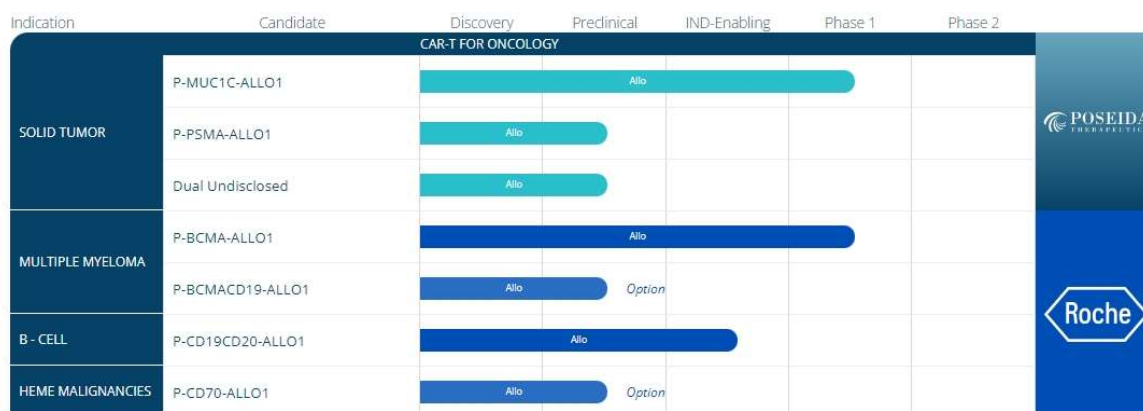 Indication Candidate Discovery Preclinical IND-Enabling Phase 1 Phase 2
CAR-T FOR ONCOLOGY
SOLID TUMOR
P-MUC1C-ALLO1 Allo
P-PSMA-ALLO1 Allo
Dual Undisclosed Allo
POSEIDA
THERAPEUTIC
MULTIPLE MYELOMA
P-BCMA-ALLO1 Allo
P-BCMACD19-ALLO1 Allo Option
B - CELL
P-CD19CD20-ALLO1 Allo
Roche
HEME MALIGNANCIES
P-CD70-ALLO1 Allo Option